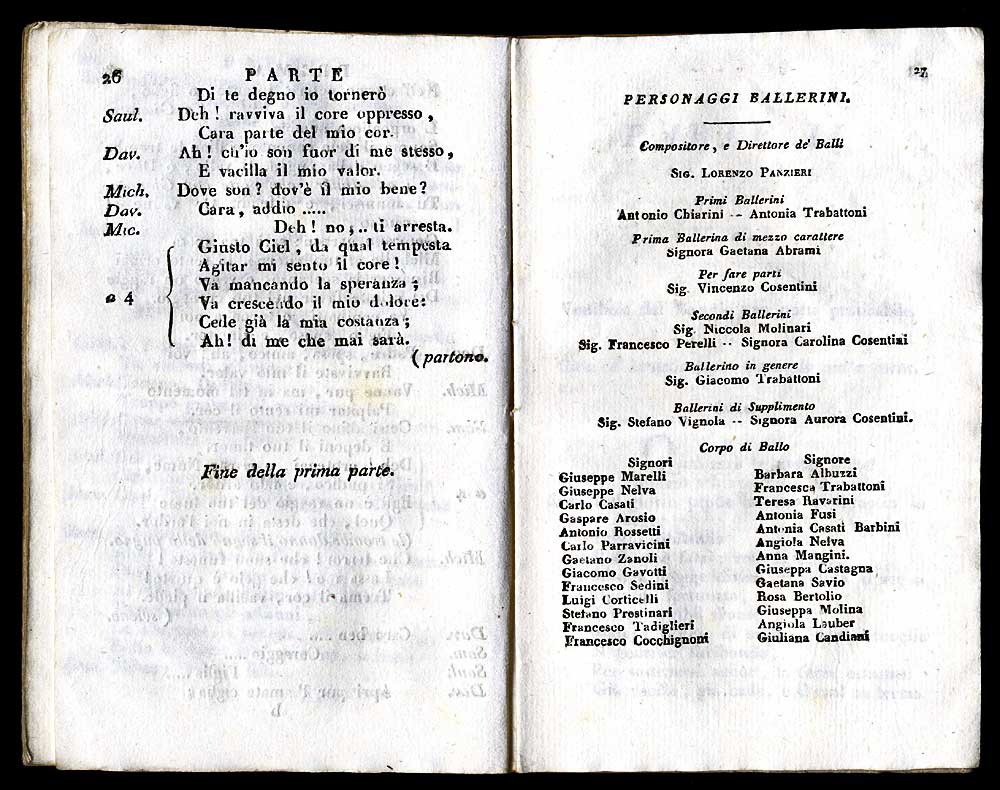 26
PARTE
Di te degno io tornerò
Saul. Deh! ravviva il core oppresso,
Cara parte del mio cor.
Dav. Ah! ch'io son fuor di me stesso,
E vacilla il mio valor.
Mich. Dove son? dov'è il mio bene?
Dav. Cara, addio .....
Mic. Deh! no;.. ti arresta.
Giusto Ciel, da qual tempesta
Agitar mi sento il core!
Va mancando la speranza;
a 4 Va crescendo il mio dolore:
Cede già la mia costanza;
Ah! di me che mai sarà.
(partono.
Fine della prima parte.
27
PERSONAGGI BALLERINI.
Compositore, e Direttore de' Balli
Sig. Lorenzo Panzieri
Primi Ballerini
Antonio Chiarini -- Antonia Trabattoni
Prima Ballerina di mezzo carattere
Signora Gaetana Abrami
Per fare parti
Sig. Vincenzo Cosentini
Secondi Ballerini
Sig. Niccola Molinari
Sig. Francesco Perelli -- Signora Carolina Cosentini
Ballerino in genere
Sig. Giacomo Trabattoni
Ballerini di Supplimento
Sig. Stefano Vignola -- Signora Aurora Cosentini.
Corpo di Ballo
Signori
Giuseppe Marelli
Giuseppe Nelva
Carlo Casati
Gaspare Arosio
Antonio Rossetti
Carlo Parravicini
Gaetano Zanoli
Giacomo Gavotti
Francesco Sedini
Luigi Corticelli
Stefano Prestinari
Francesco Tadiglieri
Francesco Cocchignoni
Signore
Barbara Albuzzi
Francesca Trabattoni
Teresa Ravarini
Antonia Fusi
Antonia Casati Barbini
Angiola Nelva
Anna Mangini.
Giuseppa Castagna
Gaetana Savio
Rosa Bertolio
Giuseppa Molina
Angiola Lauber
Giuliana Candiani